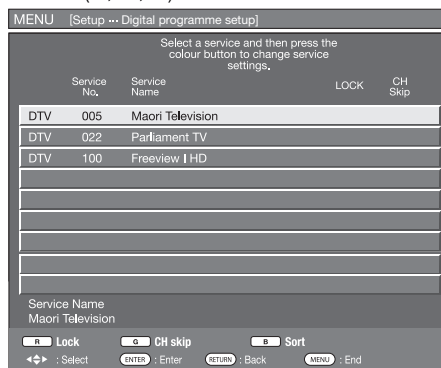 MENU [Setup ··· Digital programme setup]
Select a service and then press the
colour button to change service
settings.
Service No. Service Name LOCK CH Skip
DTV 005 Maori Television
DTV 022 Parliament TV
DTV 100 Freeview | HD
Service Name
Maori Television
R Lock G CH skip B Sort
: Select ENTER : Enter RETURN : Back MENU : End